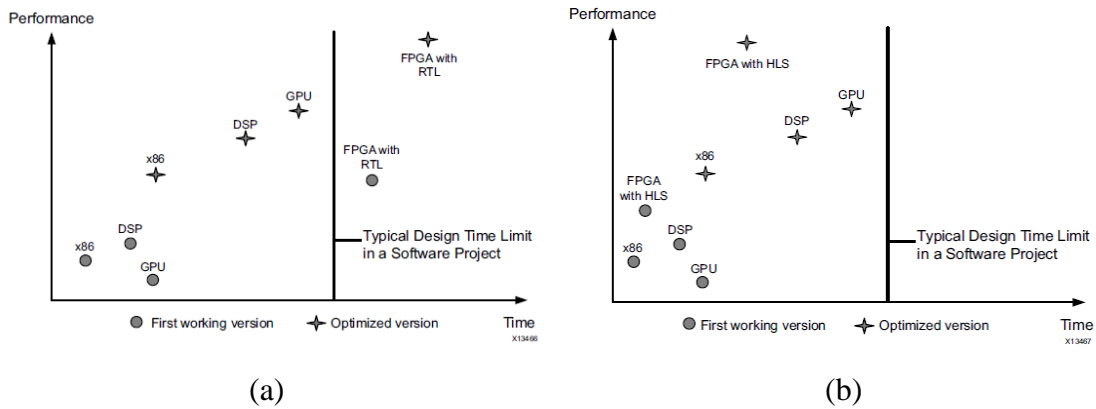 Performance
FPGA with
RTL
GPU
DSP
FPGA with
RTL
x86
DSP
x86
GPU
Typical Design Time Limit
in a Software Project
First working version
Optimized version
Time
X13466
(a)
Performance
FPGA with HLS
GPU
DSP
x86
FPGA
with HLS
DSP
x86
GPU
Typical Design Time Limit
in a Software Project
First working version
Optimized version
Time
X13467
(b)